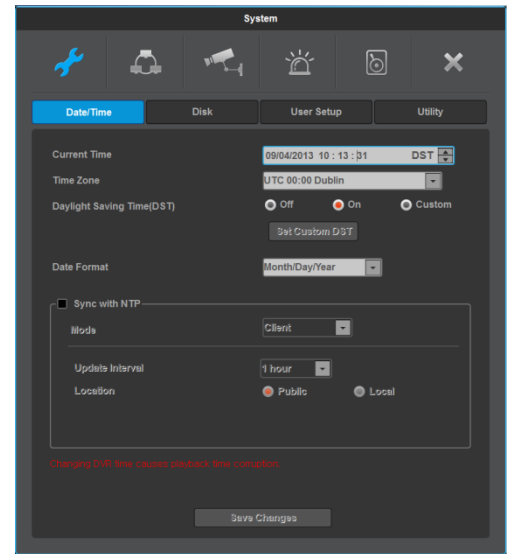 System
Date/Time Disk User Setup Utility
Current Time 09/04/2013 10 : 13 : 31 DST
Time Zone UTC 00:00 Dublin
Daylight Saving Time(DST) Off On Custom
Set Custom DST
Date Format Month/Day/Year
Sync with NTP
Mode Client
Update Interval 1 hour
Location Public Local
Changing DVR time causes playback time corruption
Save Changes